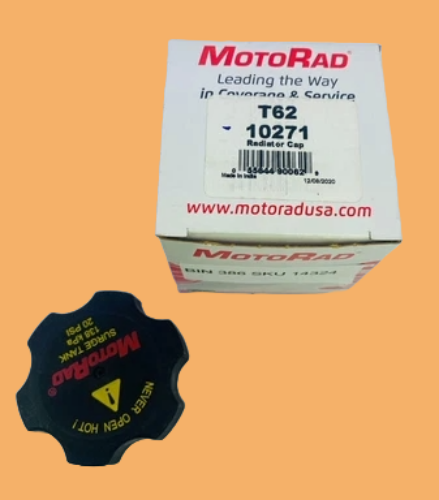 MOTORAD®
Leading the Way
in Coverage & Service
T62
10271
Radiator Cap
Made In India
12/08/2020
www.motoradusa.com
MOTORAD
BIN 386 SKU 14324
NEVER OPEN HOT!
MOTORAD®
SURGE TANK
138 kPa
20 PSI